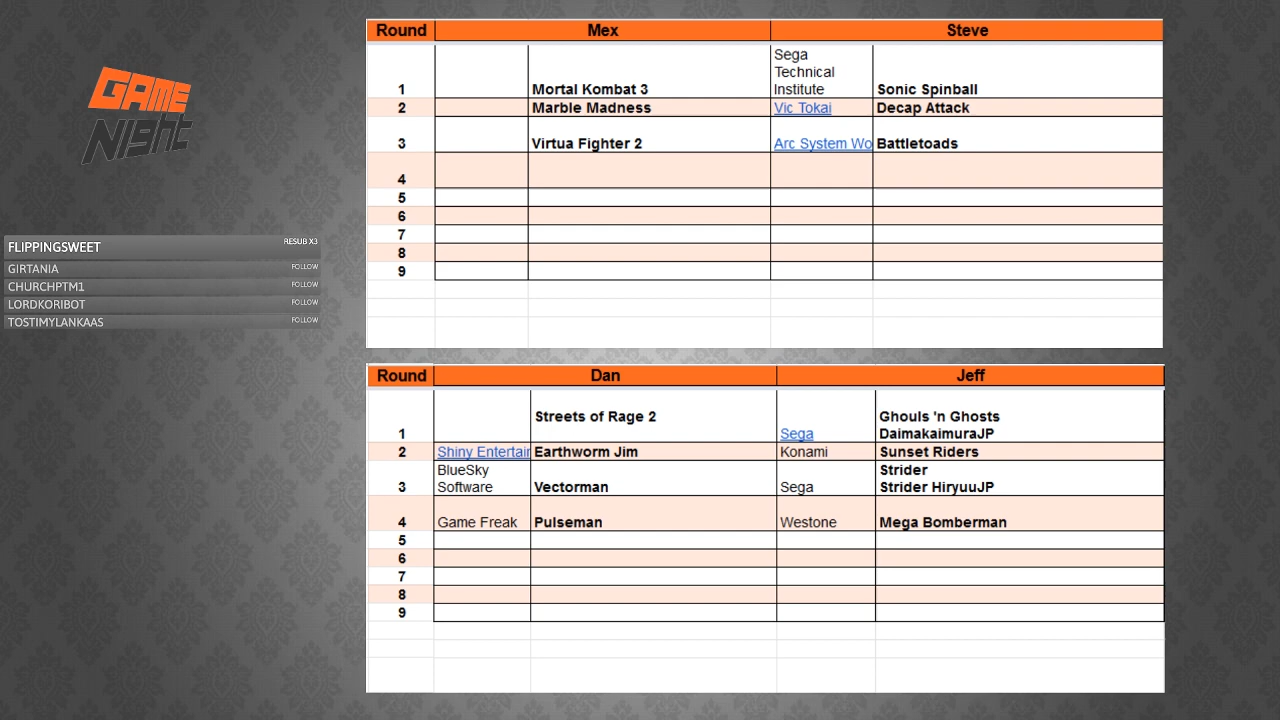 GAME
NIGHT
FLIPPINGSWEET RESUB X3
GIRTANIA FOLLOW
CHURCHPTM1 FOLLOW
LORDKORIBOT FOLLOW
TOSTIMYLANKAAS FOLLOW
Round Mex Steve
Sega
Technical
1 Mortal Kombat 3 Institute Sonic Spinball
2 Marble Madness Vic Tokai Decap Attack
3 Virtua Fighter 2 Arc System Wo Battletoads
4
5
6
7
8
9
Round Dan Jeff
Streets of Rage 2 Ghouls 'n Ghosts
1 Sega DaimakaimuraJP
2 Shiny Entertain Earthworm Jim Konami Sunset Riders
BlueSky Strider
3 Software Vectorman Sega Strider HiryuuJP
4 Game Freak Pulseman Westone Mega Bomberman
5
6
7
8
9